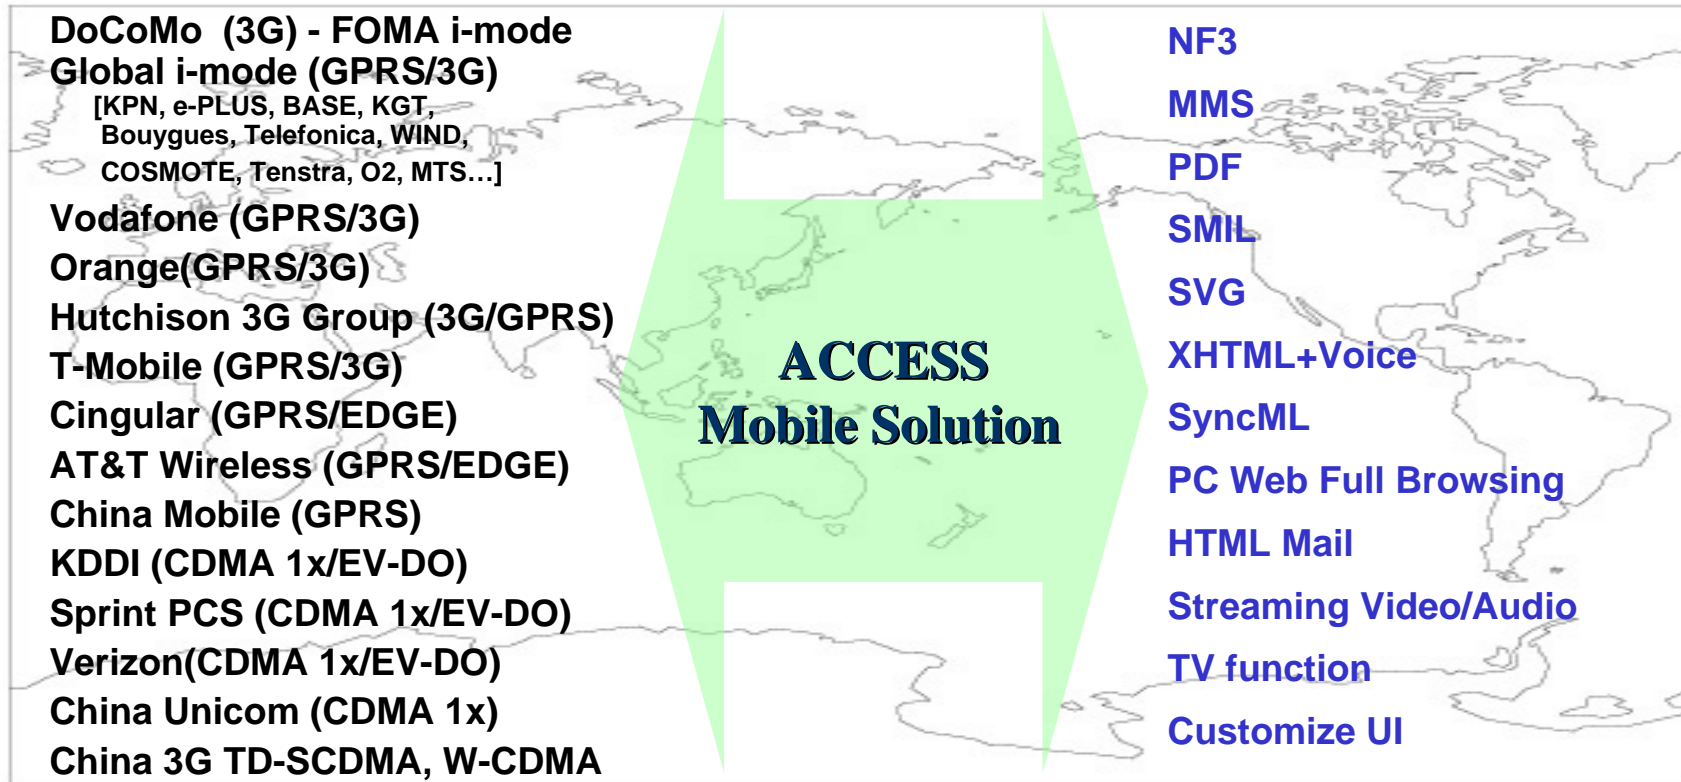 DoCoMo  (3G) - FOMA i-mode
Global i-mode (GPRS/3G)
[KPN, e-PLUS, BASE, KGT,
Bouygues, Telefonica, WIND,
COSMOTE, Tenstra, O2, MTS…]
Vodafone (GPRS/3G)
Orange(GPRS/3G)
Hutchison 3G Group (3G/GPRS)
T-Mobile (GPRS/3G)
Cingular (GPRS/EDGE)
AT&T Wireless (GPRS/EDGE)
China Mobile (GPRS)
KDDI (CDMA 1x/EV-DO)
Sprint PCS (CDMA 1x/EV-DO)
Verizon(CDMA 1x/EV-DO)
China Unicom (CDMA 1x)
China 3G TD-SCDMA, W-CDMA
ACCESS
Mobile Solution
NF3
MMS
PDF
SMIL
SVG
XHTML+Voice
SyncML
PC Web Full Browsing
HTML Mail
Streaming Video/Audio
TV function
Customize UI